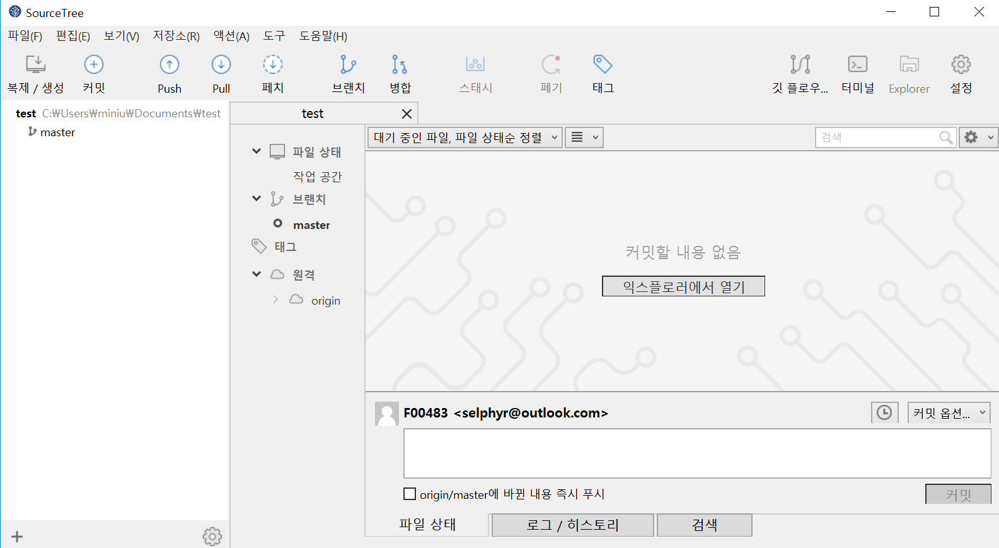 SourceTree
파일(F) 편집(E) 보기(V) 저장소(R) 액션(A) 도구 도움말(H)
복제 / 생성 커밋 Push Pull 페치 브랜치 병합 스태시 폐기 태그 깃 플로우... 터미널 Explorer 설정
test C:₩Users₩miniu₩Documents₩test
master
test
대기 중인 파일, 파일 상태순 정렬
검색
파일 상태
작업 공간
브랜치
master
태그
원격
origin
커밋할 내용 없음
익스플로러에서 열기
F00483 <selphyr@outlook.com>
커밋 옵션...
origin/master에 바뀐 내용 즉시 푸시
커밋
파일 상태 로그 / 히스토리 검색